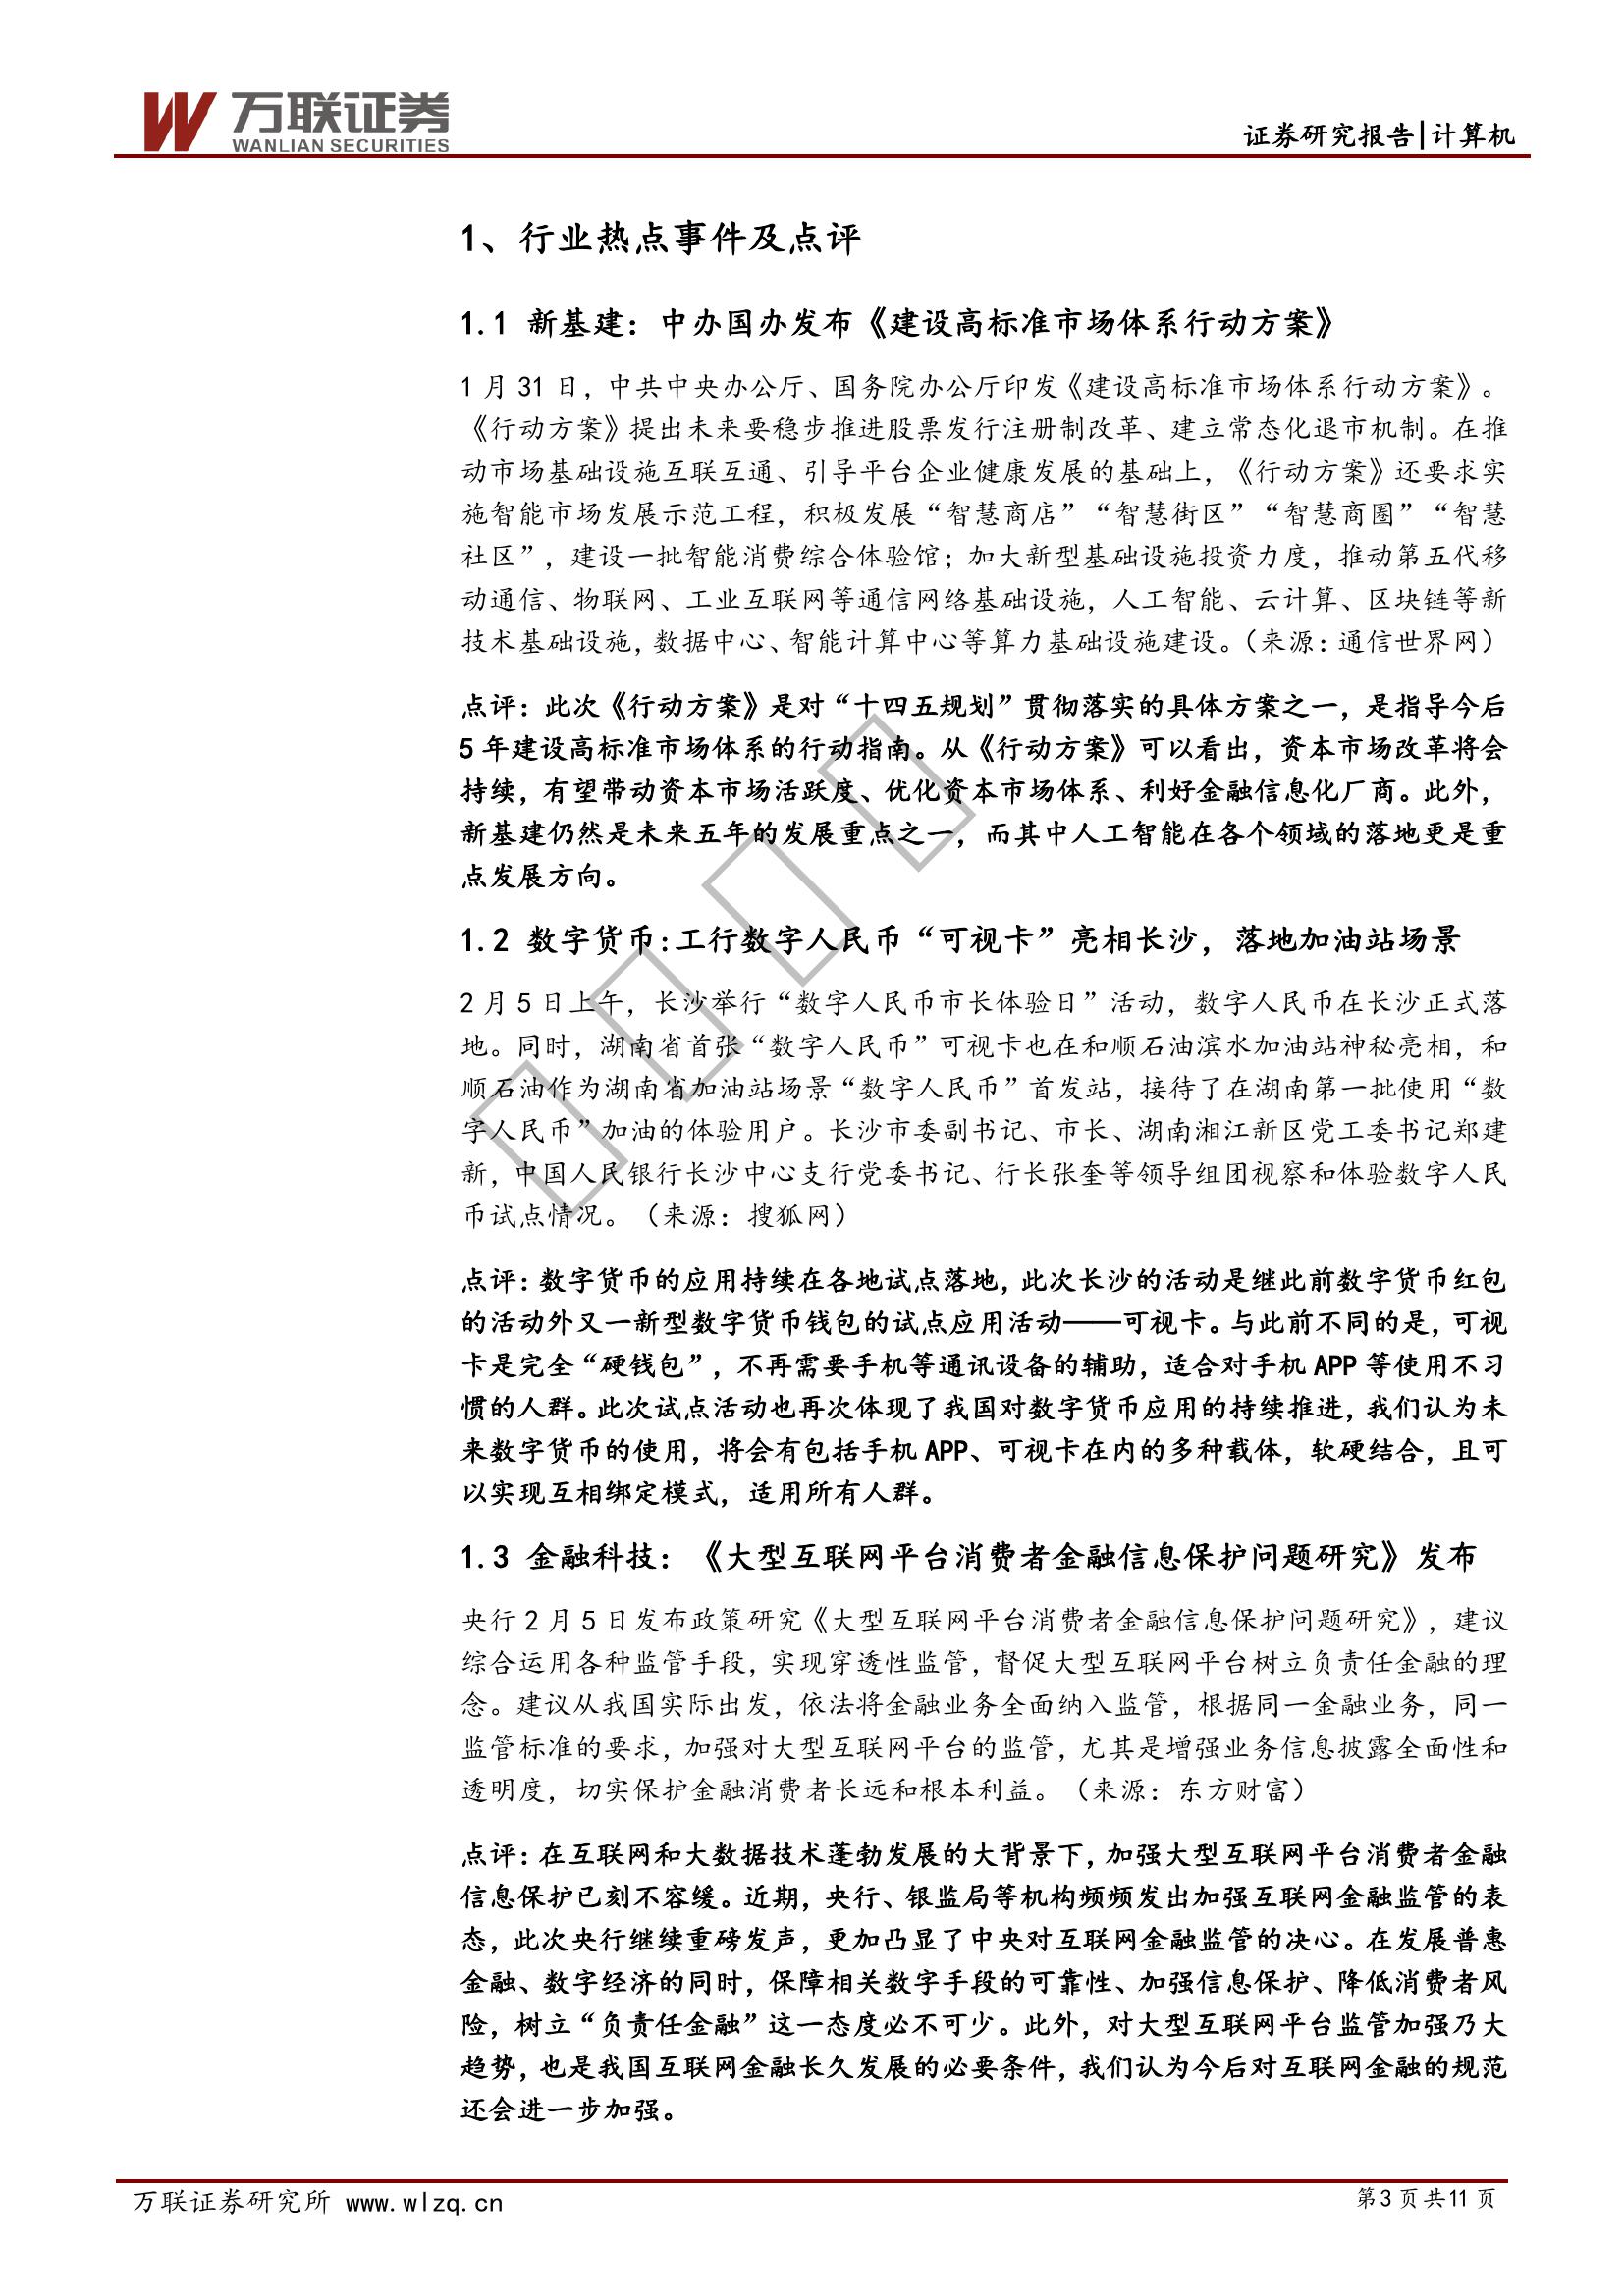 万联证券
WANLIAN SECURITIES
证券研究报告|计算机
1、行业热点事件及点评
1.1 新基建：中办国办发布《建设高标准市场体系行动方案》
1 月 31 日，中共中央办公厅、国务院办公厅印发《建设高标准市场体系行动方案》。
《行动方案》提出未来要稳步推进股票发行注册制改革、建立常态化退市机制。在推
动市场基础设施互联互通、引导平台企业健康发展的基础上，《行动方案》还要求实
施智能市场发展示范工程，积极发展“智慧商店”“智慧街区”“智慧商圈”“智慧
社区”，建设一批智能消费综合体验馆；加大新型基础设施投资力度，推动第五代移
动通信、物联网、工业互联网等通信网络基础设施，人工智能、云计算、区块链等新
技术基础设施，数据中心、智能计算中心等算力基础设施建设。（来源：通信世界网）
点评：此次《行动方案》是对“十四五规划”贯彻落实的具体方案之一，是指导今后
5 年建设高标准市场体系的行动指南。从《行动方案》可以看出，资本市场改革将会
持续，有望带动资本市场活跃度、优化资本市场体系、利好金融信息化厂商。此外，
新基建仍然是未来五年的发展重点之一，而其中人工智能在各个领域的落地更是重
点发展方向。
1.2 数字货币:工行数字人民币“可视卡”亮相长沙，落地加油站场景
2 月 5 日上午，长沙举行“数字人民币市长体验日”活动，数字人民币在长沙正式落
地。同时，湖南省首张“数字人民币”可视卡也在和顺石油滨水加油站神秘亮相，和
顺石油作为湖南省加油站场景“数字人民币”首发站，接待了在湖南第一批使用“数
字人民币”加油的体验用户。长沙市委副书记、市长、湖南湘江新区党工委书记郑建
新，中国人民银行长沙中心支行党委书记、行长张奎等领导组团视察和体验数字人民
币试点情况。（来源：搜狐网）
点评：数字货币的应用持续在各地试点落地，此次长沙的活动是继此前数字货币红包
的活动外又一新型数字货币钱包的试点应用活动——可视卡。与此前不同的是，可视
卡是完全“硬钱包”，不再需要手机等通讯设备的辅助，适合对手机 APP 等使用不习
惯的人群。此次试点活动也再次体现了我国对数字货币应用的持续推进，我们认为未
来数字货币的使用，将会有包括手机 APP、可视卡在内的多种载体，软硬结合，且可
以实现互相绑定模式，适用所有人群。
1.3 金融科技：《大型互联网平台消费者金融信息保护问题研究》发布
央行 2 月 5 日发布政策研究《大型互联网平台消费者金融信息保护问题研究》，建议
综合运用各种监管手段，实现穿透性监管，督促大型互联网平台树立负责任金融的理
念。建议从我国实际出发，依法将金融业务全面纳入监管，根据同一金融业务，同一
监管标准的要求，加强对大型互联网平台的监管，尤其是增强业务信息披露全面性和
透明度，切实保护金融消费者长远和根本利益。（来源：东方财富）
点评：在互联网和大数据技术蓬勃发展的大背景下，加强大型互联网平台消费者金融
信息保护已刻不容缓。近期，央行、银监局等机构频频发出加强互联网金融监管的表
态，此次央行继续重磅发声，更加凸显了中央对互联网金融监管的决心。在发展普惠
金融、数字经济的同时，保障相关数字手段的可靠性、加强信息保护、降低消费者风
险，树立“负责任金融”这一态度必不可少。此外，对大型互联网平台监管加强乃大
趋势，也是我国互联网金融长久发展的必要条件，我们认为今后对互联网金融的规范
还会进一步加强。
万联证券研究所 www.wlzq.cn
第 3 页 共 11 页